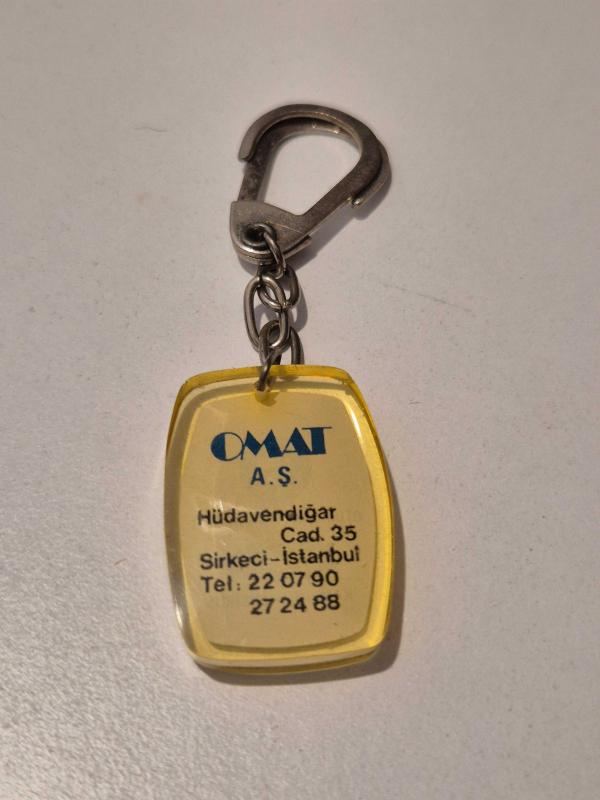 OMAT
A.Ş.
Hüdavendiğar
Cad. 35
Sirkeci-İstanbul
Tel: 22 07 90
27 24 88